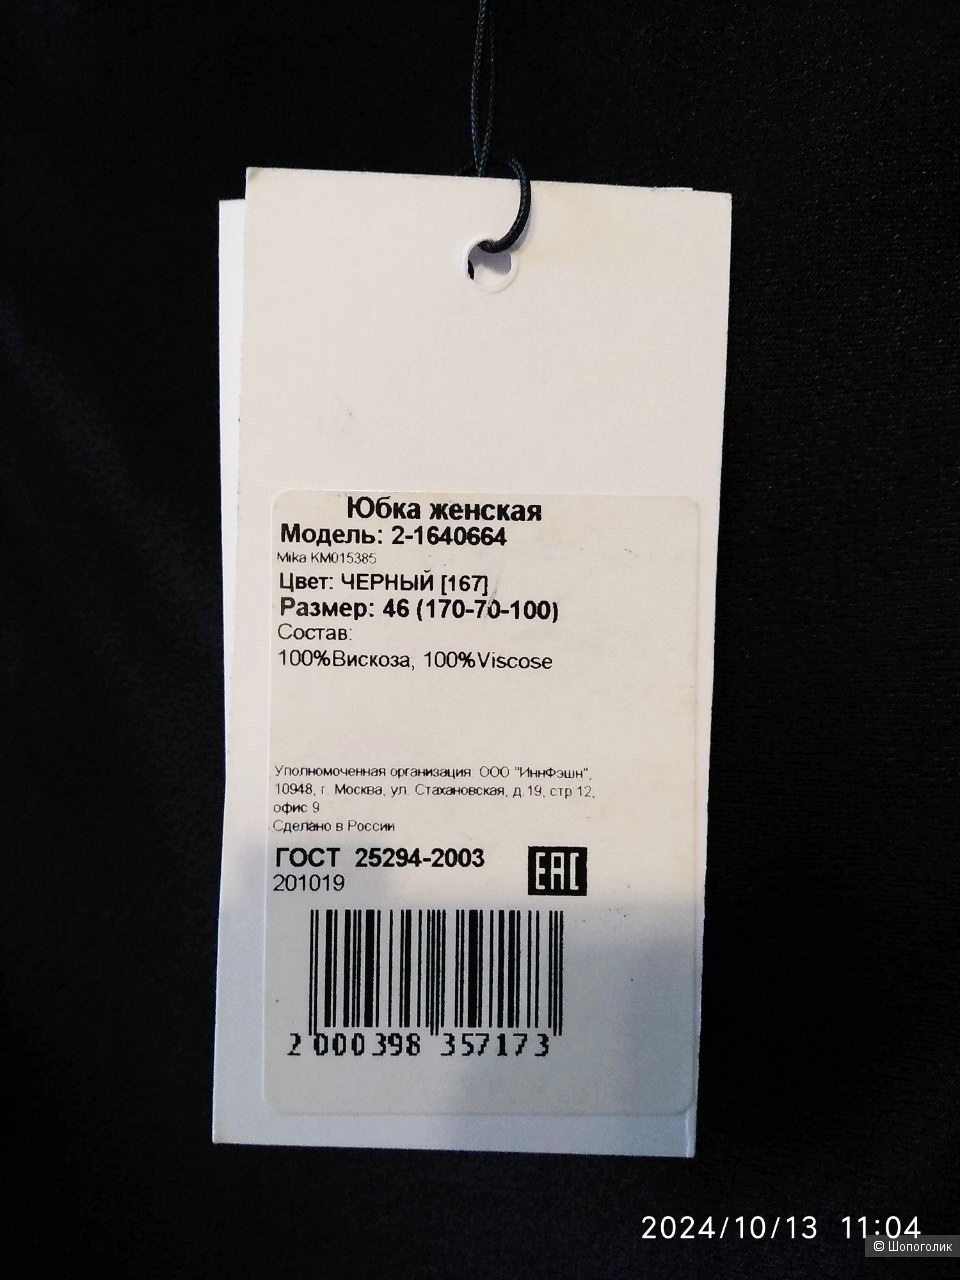 Юбка женская
Модель: 2-1640664
Mika KM015385
Цвет: ЧЕРНЫЙ [167]
Размер: 46 (170-70-100)
Состав:
100%Вискоза, 100%Viscose
Уполномоченная организация: ООО "ИннФэшн",
10948, г. Москва, ул. Стахановская, д.19, стр 12,
офис 9
Сделано в России
ГОСТ 25294-2003
EAC
201019
2 000398 357173
2024/10/13 11:04
© Шопоголик